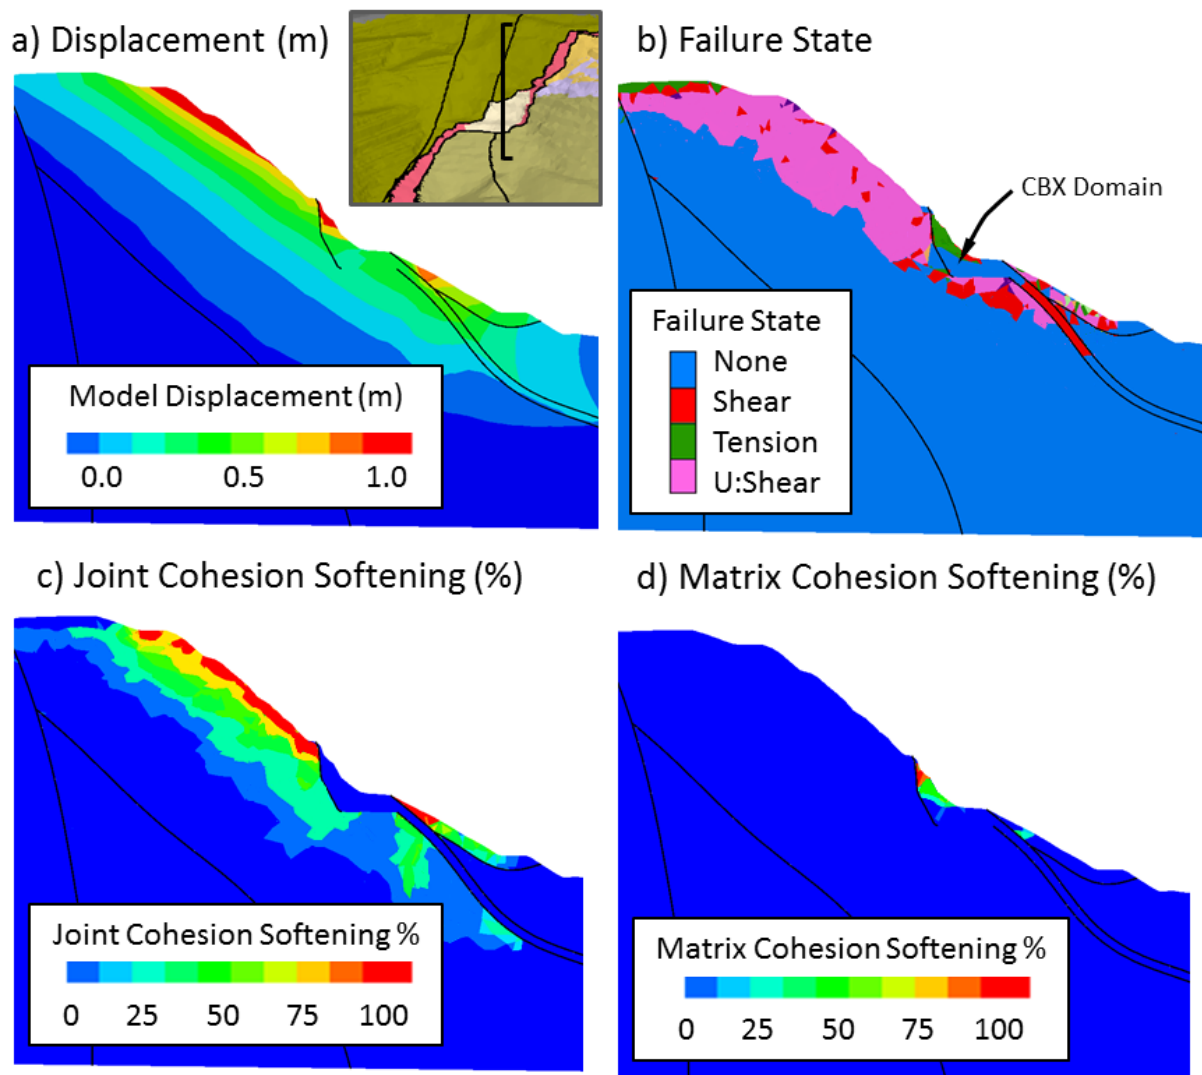 a) Displacement (m)
b) Failure State
CBX Domain
Model Displacement (m)
0.0 0.5 1.0
Failure State
None
Shear
Tension
U:Shear
c) Joint Cohesion Softening (%)
d) Matrix Cohesion Softening (%)
Joint Cohesion Softening %
0 25 50 75 100
Matrix Cohesion Softening %
0 25 50 75 100